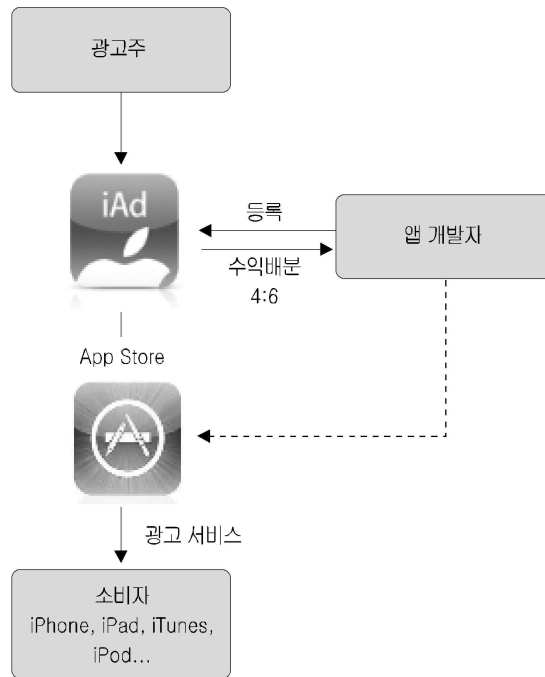 광고주
iAd
등록
수익배분
4:6
앱 개발자
App Store
광고 서비스
소비자
iPhone, iPad, iTunes,
iPod...